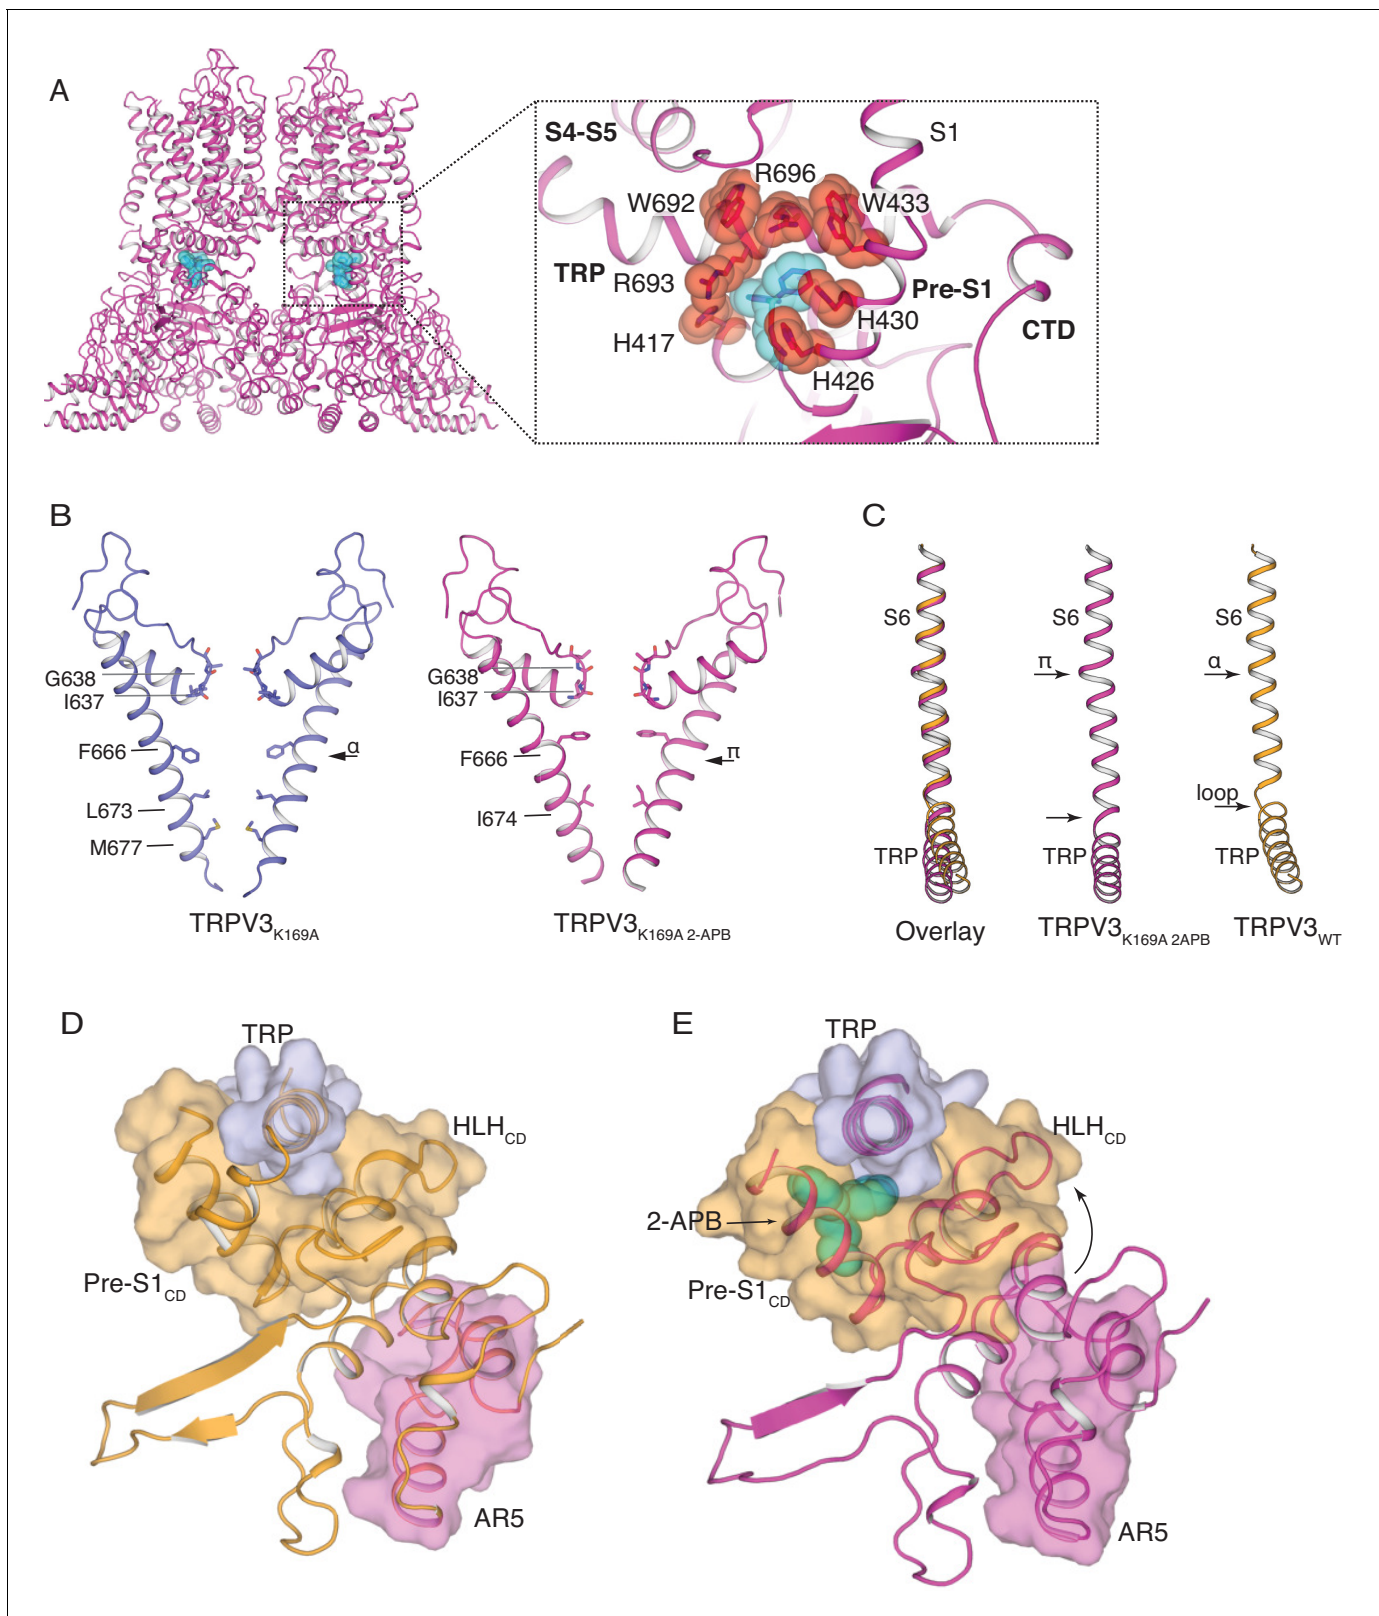 A
S4-S5
S1
R696
W692
W433
TRP
R693
Pre-S1
H430
H417
CTD
H426
B
G638
I637
F666
α
L673
M677
TRPV3K169A
G638
I637
F666
π
I674
TRPV3K169A 2-APB
C
S6
TRP
Overlay
S6
π
TRP
TRPV3K169A 2APB
α
loop
TRP
TRPV3WT
D
TRP
HLHCD
Pre-S1CD
AR5
E
TRP
HLHCD
2-APB
Pre-S1CD
AR5